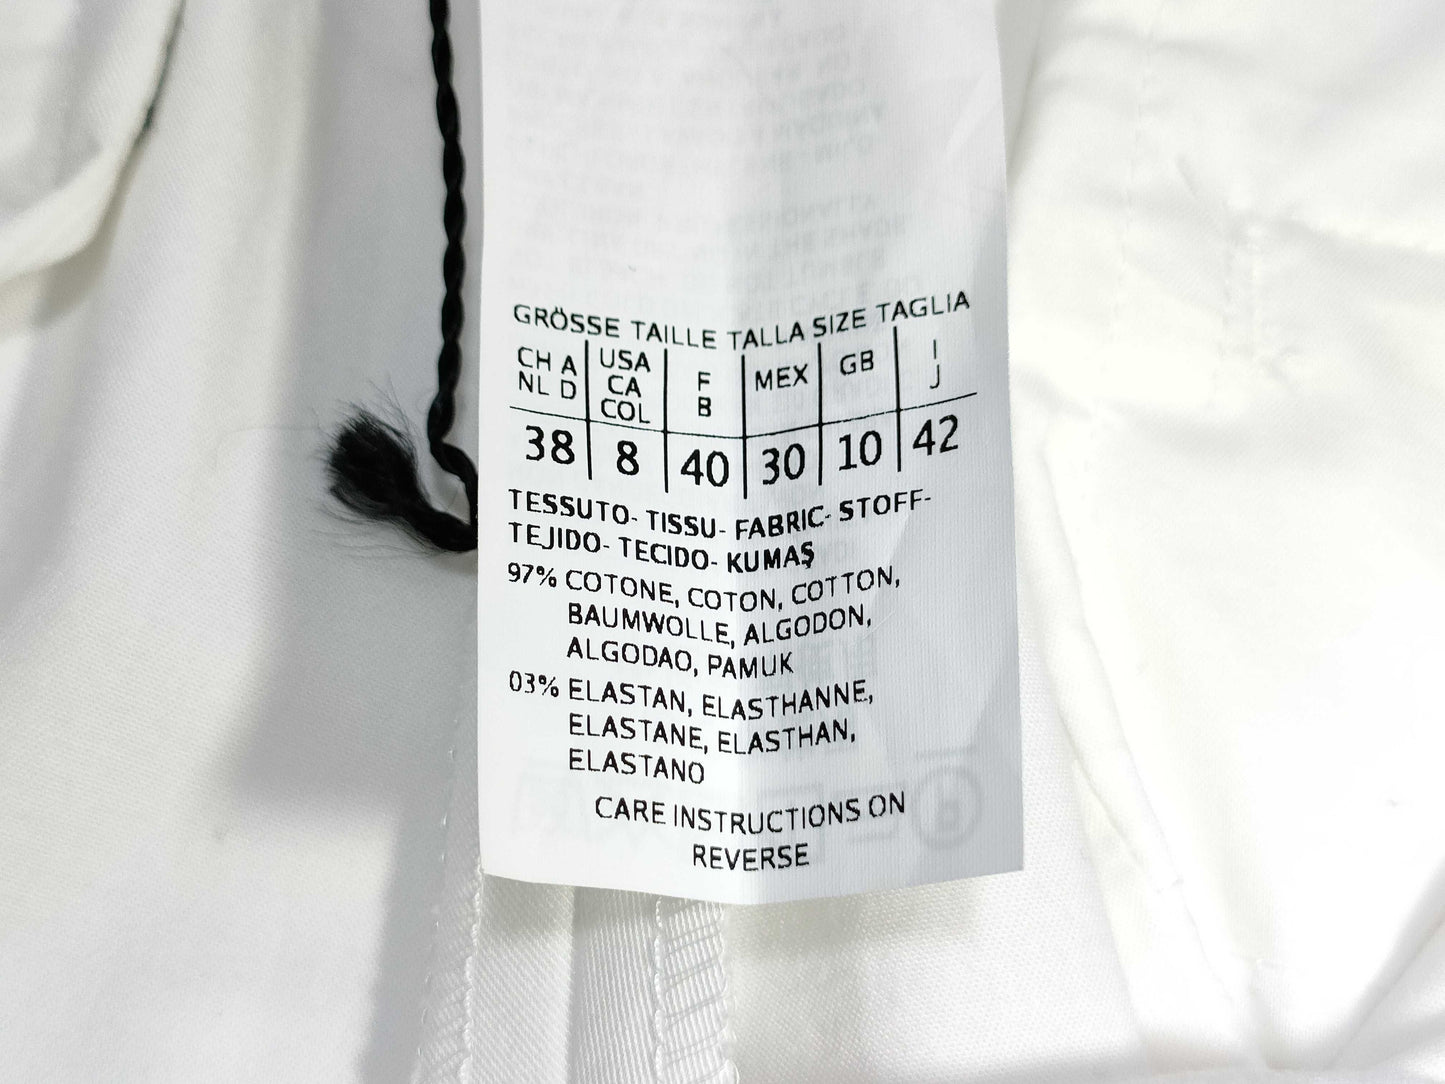 GRÖSSE TAILLE TALLA SIZE TAGLIA
CH A USA F MEX GB I
NL D CA B J
COL
38 8 40 30 10 42
TESSUTO- TISSU- FABRIC- STOFF-
TEJIDO- TECIDO- KUMAŞ
97% COTONE, COTON, COTTON,
BAUMWOLLE, ALGODON,
ALGODAO, PAMUK
03% ELASTAN, ELASTHANNE,
ELASTANE, ELASTHAN,
ELASTANO
CARE INSTRUCTIONS ON
REVERSE